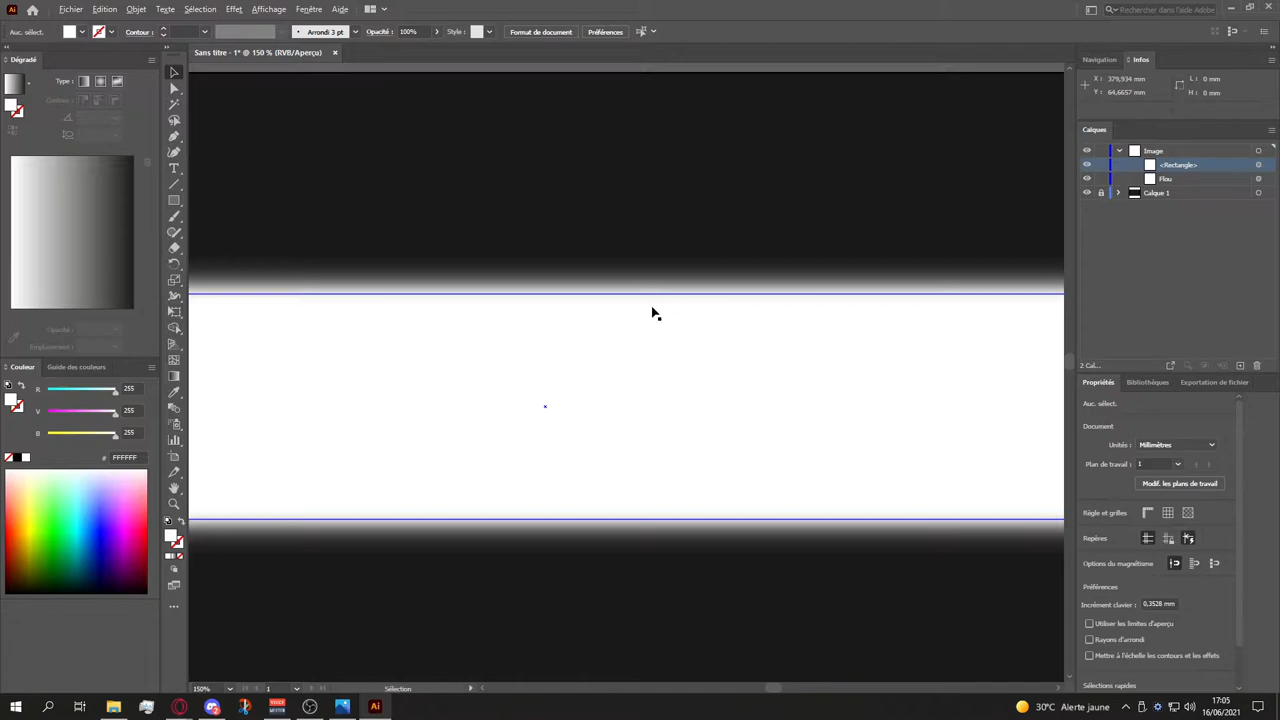 Ai Fichier Edition Objet Texte Sélection Effet Affichage Fenêtre Aide Rechercher dans l'aide Adobe
Auc. sélect. Contour : Arrondi 3 pt Opacité : 100% Style : Format de document Préférences
Sans titre - 1* @ 150 % (RVB/Aperçu) ×
Dégradé
Type :
Contours :
Opacité :
Emplacement :
Couleur Guide des couleurs
R 255
V 255
B 255
# FFFFFF
Navigation Infos
X : 379,934 mm
Y : 64,6657 mm
L : 0 mm
H : 0 mm
Calques
Image
<Rectangle>
Flou
Calque 1
2 Cal...
Propriétés Bibliothèques Exportation de fichier
Auc. sélect.
Document
Unités : Millimètres
Plan de travail : 1
Modif. les plans de travail
Règle et grilles
Repères
Options du magnétisme
Préférences
Incrément clavier : 0,3528 mm
Utiliser les limites d'aperçu
Rayons d'arrondi
Mettre à l'échelle les contours et les effets
Sélections rapides
150% 1 Sélection
Ai 30°C Alerte jaune 17:05
16/06/2021